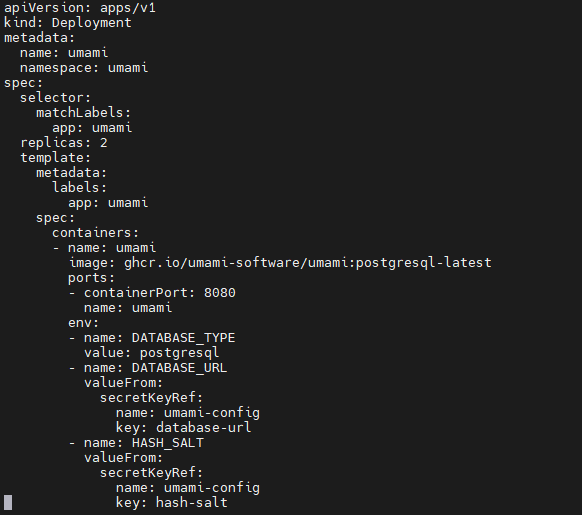 apiVersion: apps/v1
kind: Deployment
metadata:
  name: umami
  namespace: umami
spec:
  selector:
    matchLabels:
      app: umami
  replicas: 2
  template:
    metadata:
      labels:
        app: umami
    spec:
      containers:
      - name: umami
        image: ghcr.io/umami-software/umami:postgresql-latest
        ports:
        - containerPort: 8080
          name: umami
        env:
        - name: DATABASE_TYPE
          value: postgresql
        - name: DATABASE_URL
          valueFrom:
            secretKeyRef:
              name: umami-config
              key: database-url
        - name: HASH_SALT
          valueFrom:
            secretKeyRef:
              name: umami-config
              key: hash-salt